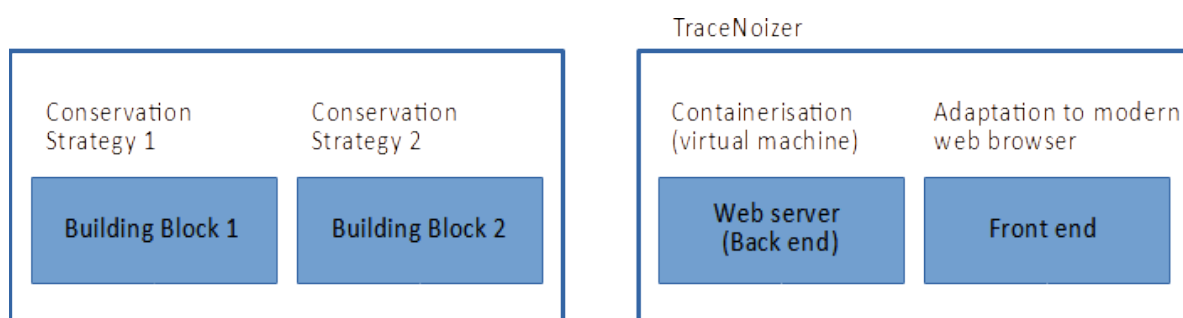 TraceNoizer
Conservation
Strategy 1
Conservation
Strategy 2
Building Block 1
Building Block 2
Containerisation
(virtual machine)
Adaptation to modern
web browser
Web server
(Back end)
Front end